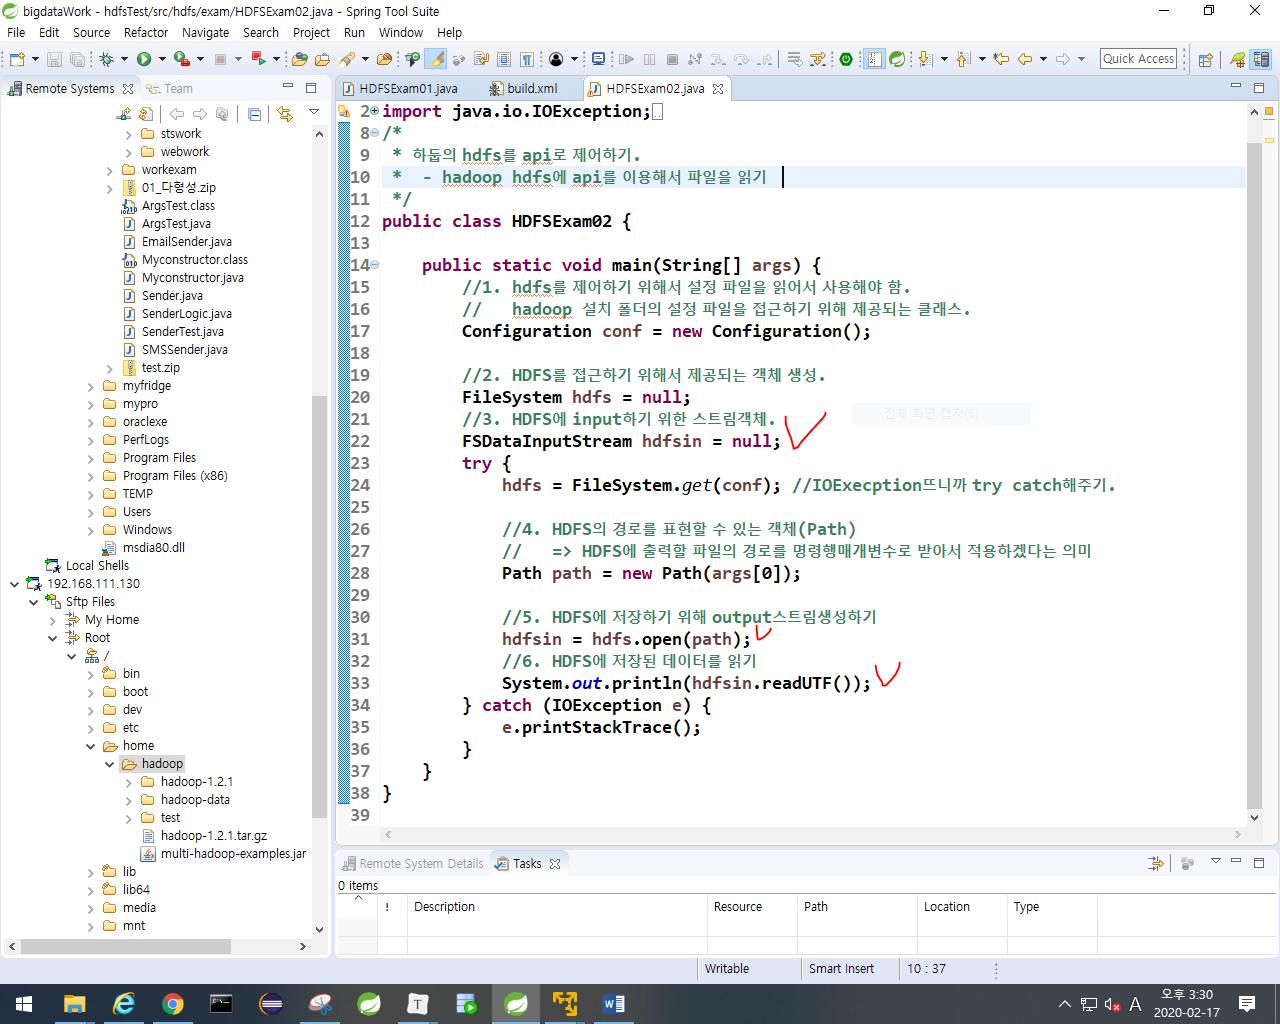 bigdataWork - hdfsTest/src/hdfs/exam/HDFSExam02.java - Spring Tool Suite
File Edit Source Refactor Navigate Search Project Run Window Help
Quick Access
Remote Systems Team
stswork
webwork
workexam
01_다형성.zip
ArgsTest.class
ArgsTest.java
EmailSender.java
Myconstructor.class
Myconstructor.java
Sender.java
SenderLogic.java
SenderTest.java
SMSSender.java
test.zip
myfridge
mypro
oraclexe
PerfLogs
Program Files
Program Files (x86)
TEMP
Users
Windows
msdia80.dll
Local Shells
192.168.111.130
Sftp Files
My Home
Root
/
bin
boot
dev
etc
home
hadoop
hadoop-1.2.1
hadoop-data
test
hadoop-1.2.1.tar.gz
multi-hadoop-examples.jar
lib
lib64
media
mnt
HDFSExam01.java build.xml HDFSExam02.java
2 import java.io.IOException;
8 /*
9 * 하둡의 hdfs를 api로 제어하기.
10 * - hadoop hdfs에 api를 이용해서 파일을 읽기
11 */
12 public class HDFSExam02 {
13
14 public static void main(String[] args) {
15 //1. hdfs를 제어하기 위해서 설정 파일을 읽어서 사용해야 함.
16 // hadoop 설치 폴더의 설정 파일을 접근하기 위해 제공되는 클래스.
17 Configuration conf = new Configuration();
18
19 //2. HDFS를 접근하기 위해서 제공되는 객체 생성.
20 FileSystem hdfs = null;
21 //3. HDFS에 input하기 위한 스트림객체.
22 FSDataInputStream hdfsin = null;
23 try {
24 hdfs = FileSystem.get(conf); //IOExecption뜨니까 try catch해주기.
25
26 //4. HDFS의 경로를 표현할 수 있는 객체(Path)
27 // => HDFS에 출력할 파일의 경로를 명령행매개변수로 받아서 적용하겠다는 의미
28 Path path = new Path(args[0]);
29
30 //5. HDFS에 저장하기 위해 output스트림생성하기
31 hdfsin = hdfs.open(path);
32 //6. HDFS에 저장된 데이터를 읽기
33 System.out.println(hdfsin.readUTF());
34 } catch (IOException e) {
35 e.printStackTrace();
36 }
37 }
38 }
39
전체 화면 캡처(S)
Remote System Details Tasks
0 items
! Description Resource Path Location Type
Writable Smart Insert 10 : 37
A 오후 3:30
2020-02-17